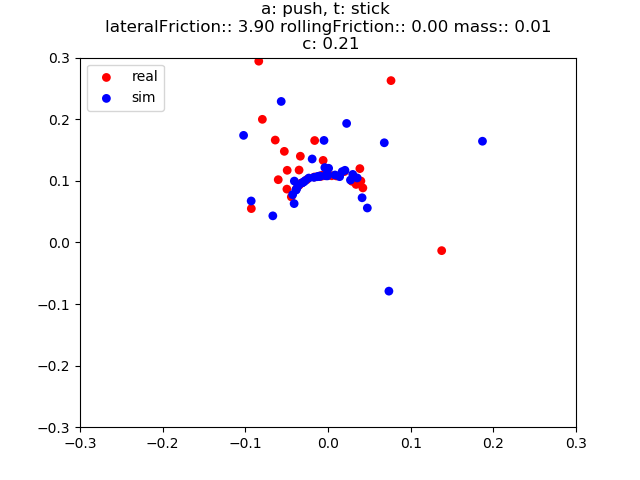 a: push, t: stick
lateralFriction:: 3.90 rollingFriction:: 0.00 mass:: 0.01
c: 0.21
real
sim
0.3
0.2
0.1
0.0
−0.1
−0.2
−0.3
−0.3
−0.2
−0.1
0.0
0.1
0.2
0.3